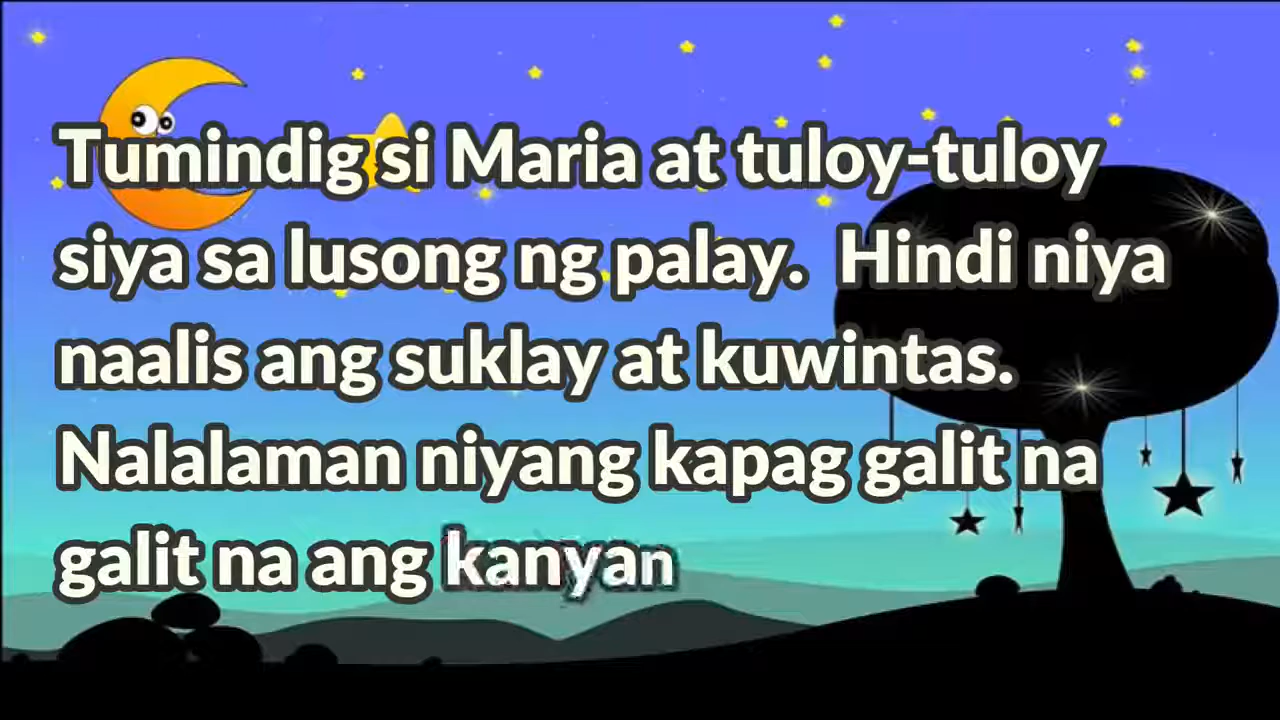 Tumindig si Maria at tuloy-tuloy
siya sa lusong ng palay. Hindi niya
naalis ang suklay at kuwintas.
Nalalaman niyang kapag galit na
galit na ang kanyan